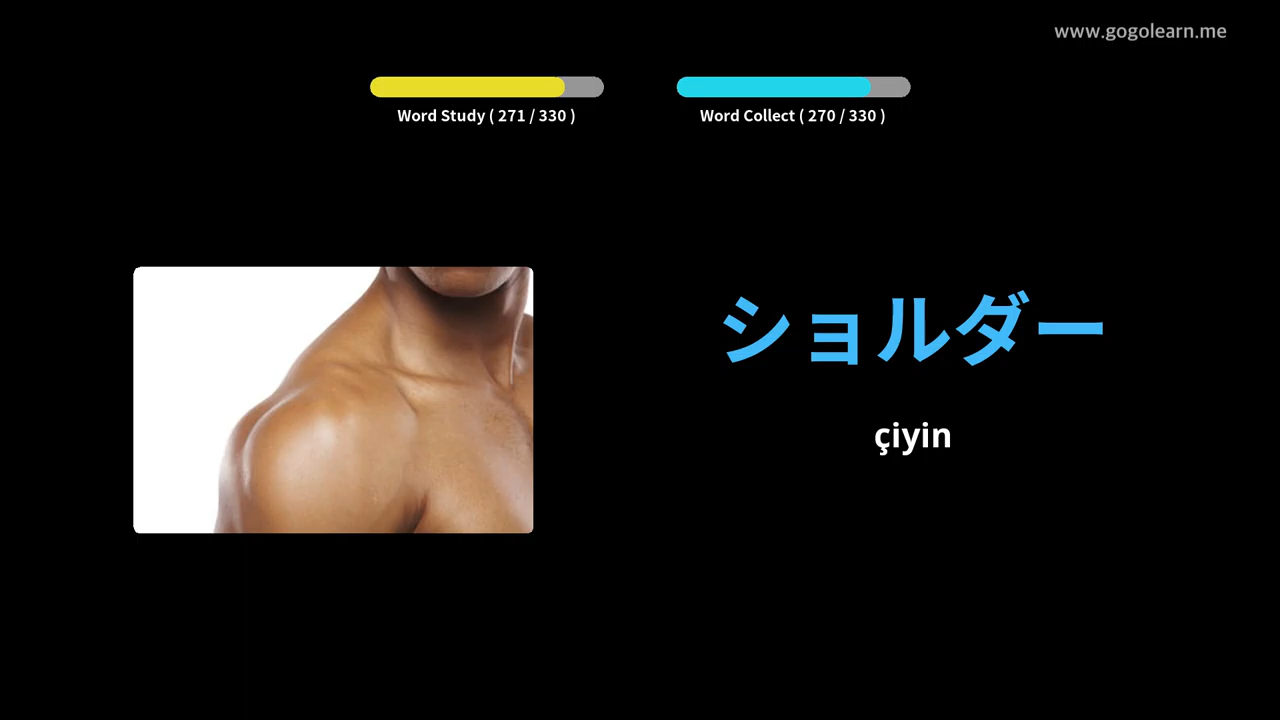 www.gogolearn.me
Word Study ( 271 / 330 )
Word Collect ( 270 / 330 )
ショルダー
çiyin